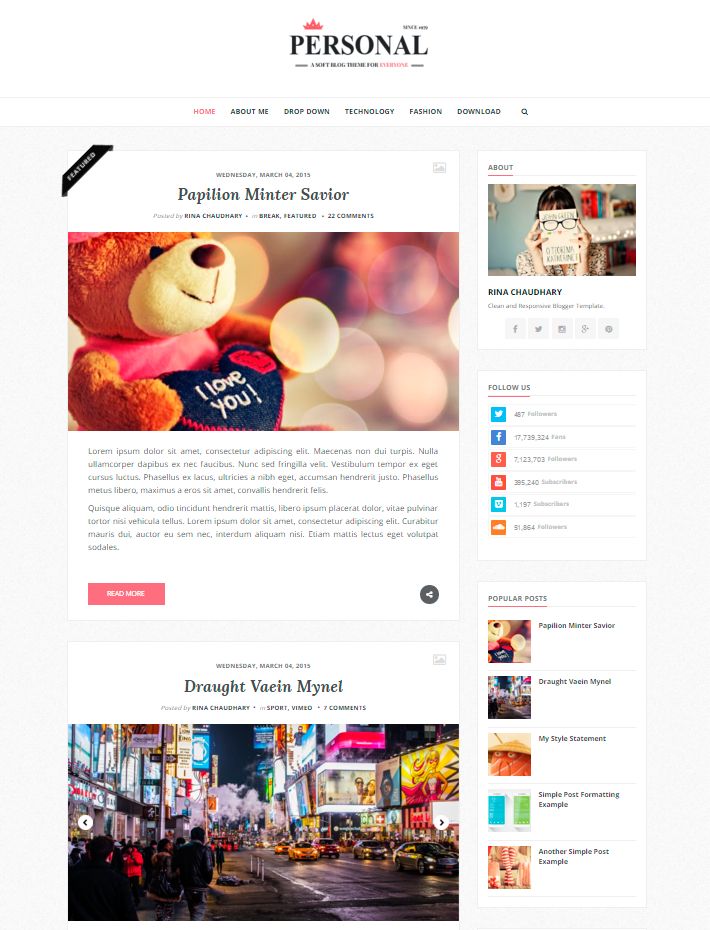 SINCE 1979
PERSONAL
A SOFT BLOG THEME FOR EVERYONE
HOME ABOUT ME DROP DOWN TECHNOLOGY FASHION DOWNLOAD
FEATURED
WEDNESDAY, MARCH 04, 2015
Papilion Minter Savior
Posted by RINA CHAUDHARY • in BREAK, FEATURED • 22 COMMENTS
I love
you!
Lorem ipsum dolor sit amet, consectetur adipiscing elit. Maecenas non dui turpis. Nulla
ullamcorper dapibus ex nec faucibus. Nunc sed fringilla velit. Vestibulum tempor ex eget
cursus luctus. Phasellus ex lacus, ultricies a nibh eget, accumsan hendrerit justo. Phasellus
metus libero, maximus a eros sit amet, convallis hendrerit felis.
Quisque aliquam, odio tincidunt hendrerit mattis, libero ipsum placerat dolor, vitae pulvinar
tortor nisi vehicula tellus. Lorem ipsum dolor sit amet, consectetur adipiscing elit. Curabitur
mauris dui, auctor eu sem nec, interdum aliquam nisi. Etiam mattis lectus eget volutpat
sodales.
READ MORE
WEDNESDAY, MARCH 04, 2015
Draught Vaein Mynel
Posted by RINA CHAUDHARY • in SPORT, VIMEO • 7 COMMENTS
ABOUT
JOHN GREEN
O TEOREMA
KATHERINE
RINA CHAUDHARY
Clean and Responsive Blogger Template.
FOLLOW US
487 Followers
17,739,324 Fans
7,123,703 Followers
395,240 Subscribers
1,197 Subscribers
51,864 Followers
POPULAR POSTS
Papilion Minter Savior
Draught Vaein Mynel
My Style Statement
Simple Post Formatting
Example
Another Simple Post
Example